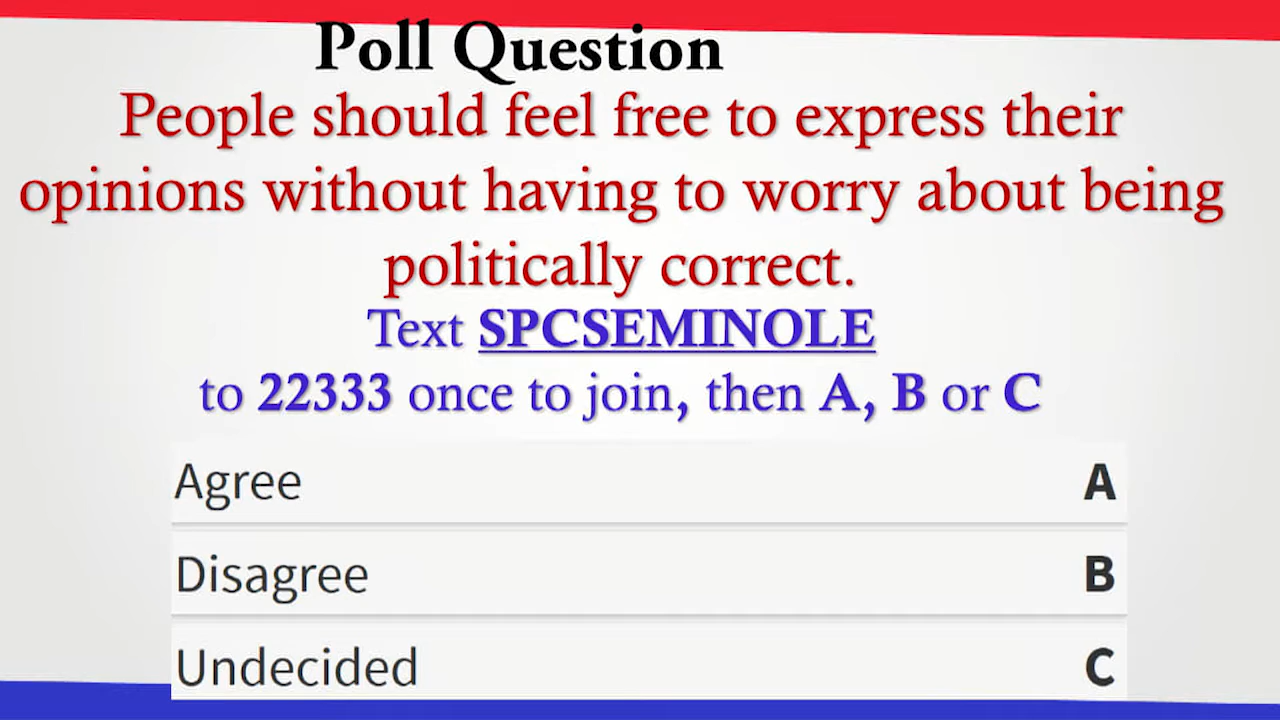 Poll Question
People should feel free to express their
opinions without having to worry about being
politically correct.
Text SPCSEMINOLE
to 22333 once to join, then A, B or C
Agree A
Disagree B
Undecided C